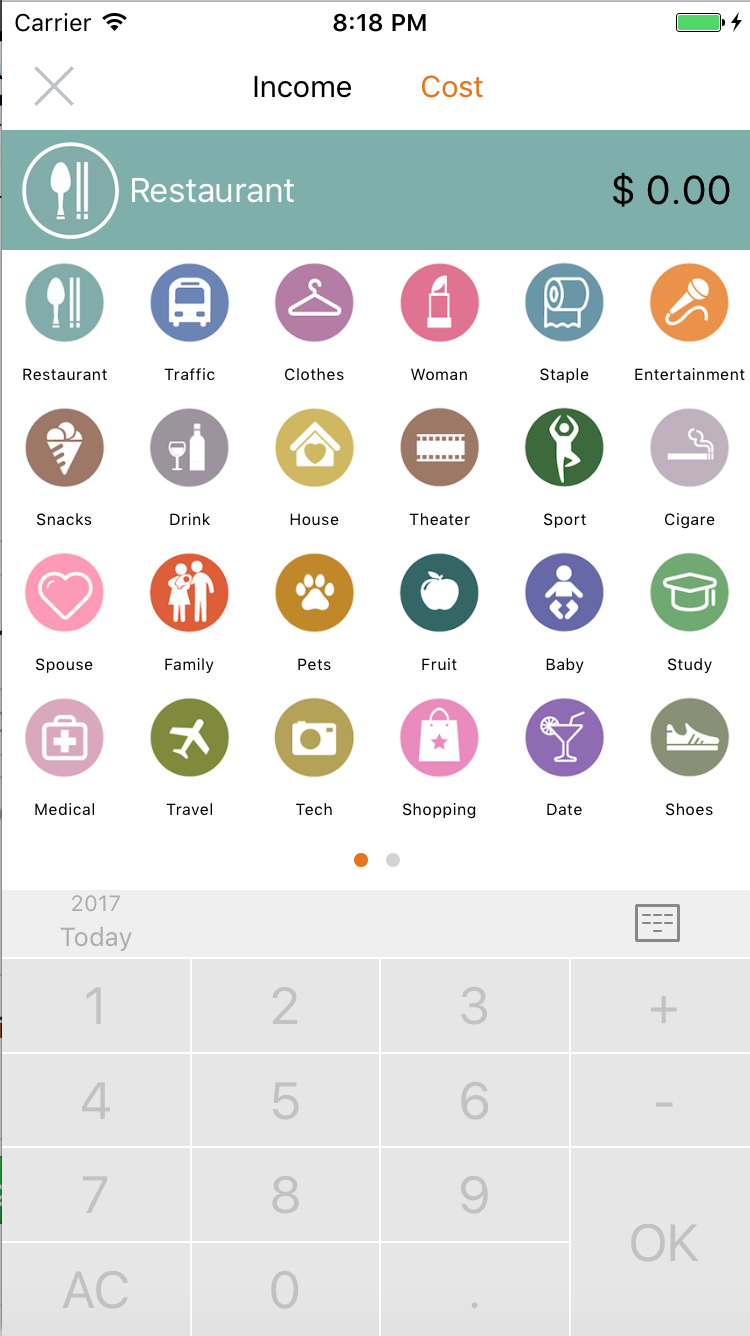 Carrier 8:18 PM
Income Cost
Restaurant $ 0.00
Restaurant Traffic Clothes Woman Staple Entertainment
Snacks Drink House Theater Sport Cigare
Spouse Family Pets Fruit Baby Study
Medical Travel Tech Shopping Date Shoes
2017
Today
1 2 3 +
4 5 6 -
7 8 9
OK
AC 0 .